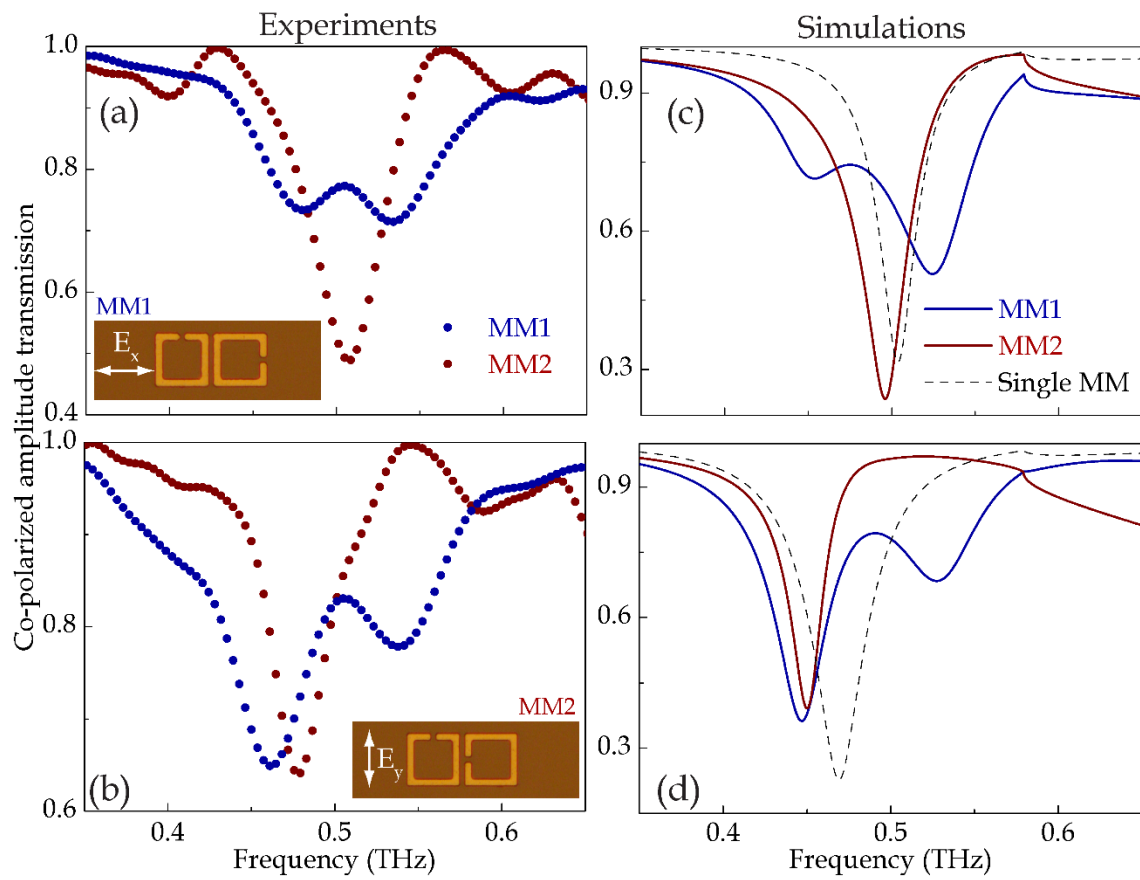 Experiments
Simulations
Co-polarized amplitude transmission
1.0
0.8
0.6
0.4
(a)
MM1
E_x
MM1
MM2
0.9
0.6
0.3
(c)
MM1
MM2
Single MM
1.0
0.8
0.6
(b)
MM2
E_y
0.4
0.5
0.6
Frequency (THz)
0.9
0.6
0.3
(d)
0.4
0.5
0.6
Frequency (THz)